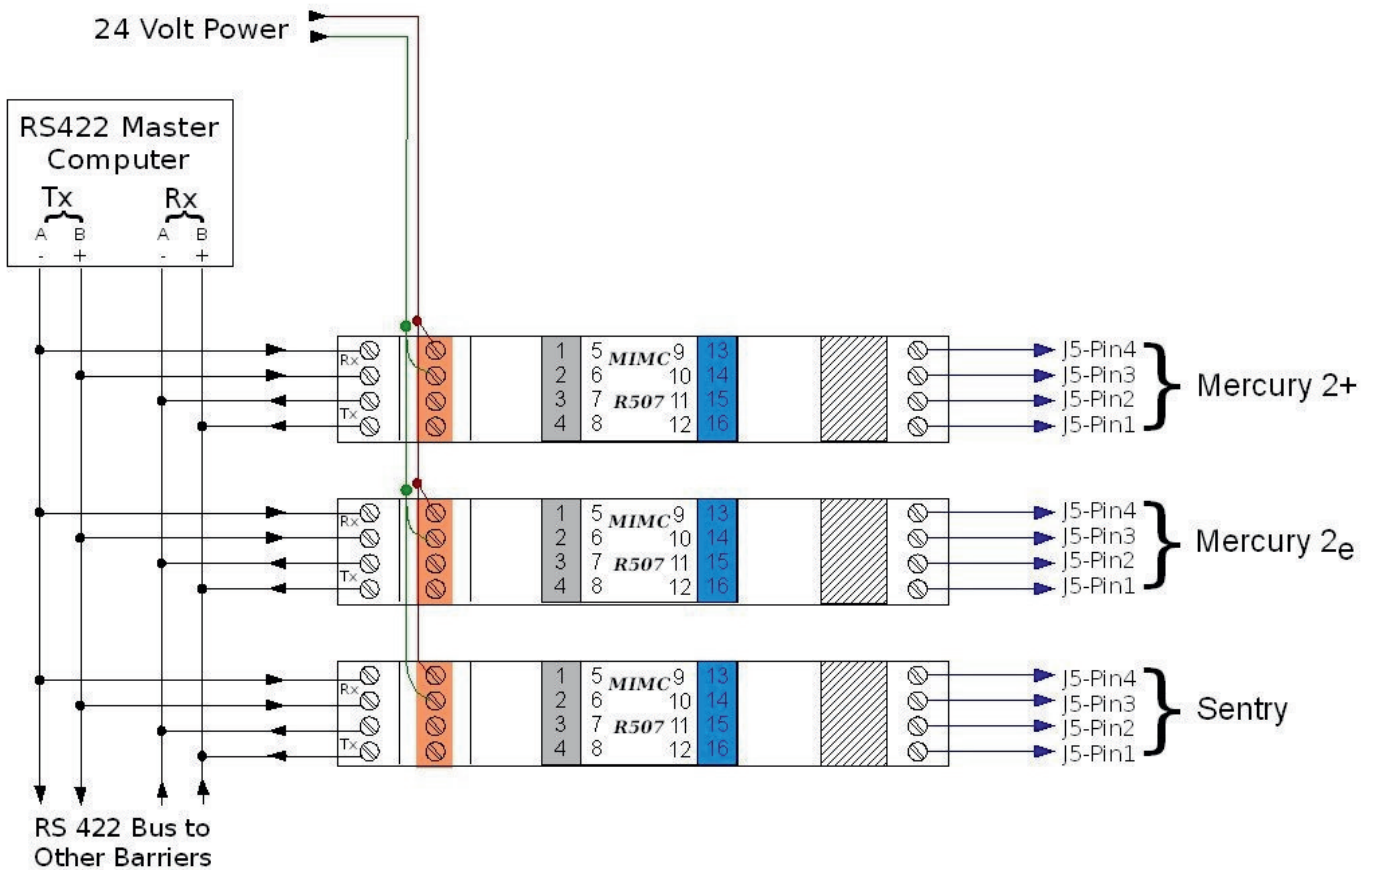 24 Volt Power
RS422 Master
Computer
Tx Rx
A B A B
- + - +
Rx 1 5 MIMC 9 13 J5-Pin4
2 6 10 14 J5-Pin3
Mercury 2+
Tx 3 7 R507 11 15 J5-Pin2
4 8 12 16 J5-Pin1
Rx 1 5 MIMC 9 13 J5-Pin4
2 6 10 14 J5-Pin3
Mercury 2e
Tx 3 7 R507 11 15 J5-Pin2
4 8 12 16 J5-Pin1
Rx 1 5 MIMC 9 13 J5-Pin4
2 6 10 14 J5-Pin3
Sentry
Tx 3 7 R507 11 15 J5-Pin2
4 8 12 16 J5-Pin1
RS 422 Bus to
Other Barriers